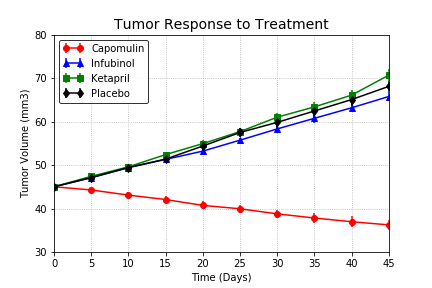 Tumor Response to Treatment
Capomulin
Infubinol
Ketapril
Placebo
Tumor Volume (mm3)
80
70
60
50
40
30
0 5 10 15 20 25 30 35 40 45
Time (Days)